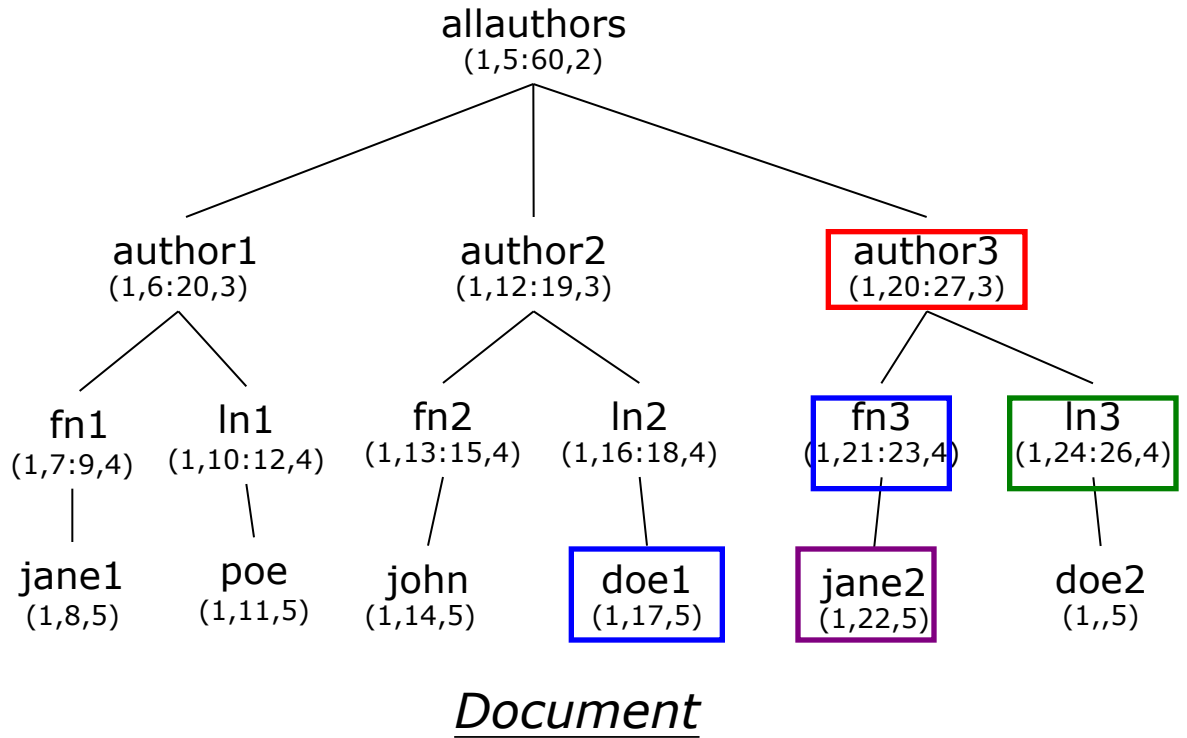 allauthors
(1,5:60,2)
author1
(1,6:20,3)
author2
(1,12:19,3)
author3
(1,20:27,3)
fn1
(1,7:9,4)
ln1
(1,10:12,4)
fn2
(1,13:15,4)
ln2
(1,16:18,4)
fn3
(1,21:23,4)
ln3
(1,24:26,4)
jane1
(1,8,5)
poe
(1,11,5)
john
(1,14,5)
doe1
(1,17,5)
jane2
(1,22,5)
doe2
(1,,5)
Document